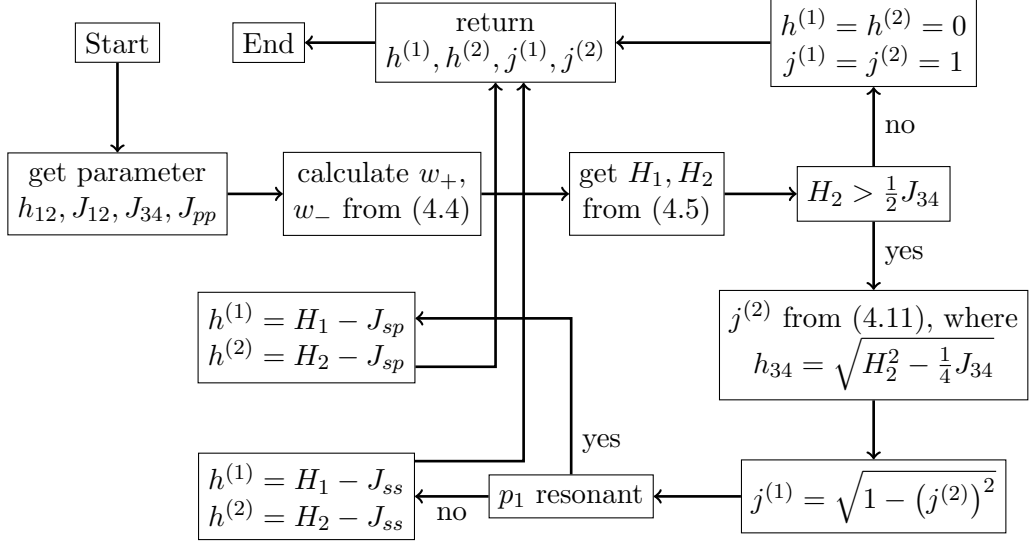 Start
End
return
h^{(1)}, h^{(2)}, j^{(1)}, j^{(2)}
h^{(1)} = h^{(2)} = 0
j^{(1)} = j^{(2)} = 1
no
get parameter
h_{12}, J_{12}, J_{34}, J_{pp}
calculate w_+,
w_- from (4.4)
get H_1, H_2
from (4.5)
H_2 > \frac{1}{2} J_{34}
yes
h^{(1)} = H_1 − J_{sp}
h^{(2)} = H_2 − J_{sp}
j^{(2)} from (4.11), where
h_{34} = \sqrt{H_2^2 − \frac{1}{4} J_{34}}
yes
h^{(1)} = H_1 − J_{ss}
h^{(2)} = H_2 − J_{ss}
no
p_1 resonant
j^{(1)} = \sqrt{1 − (j^{(2)})^2}